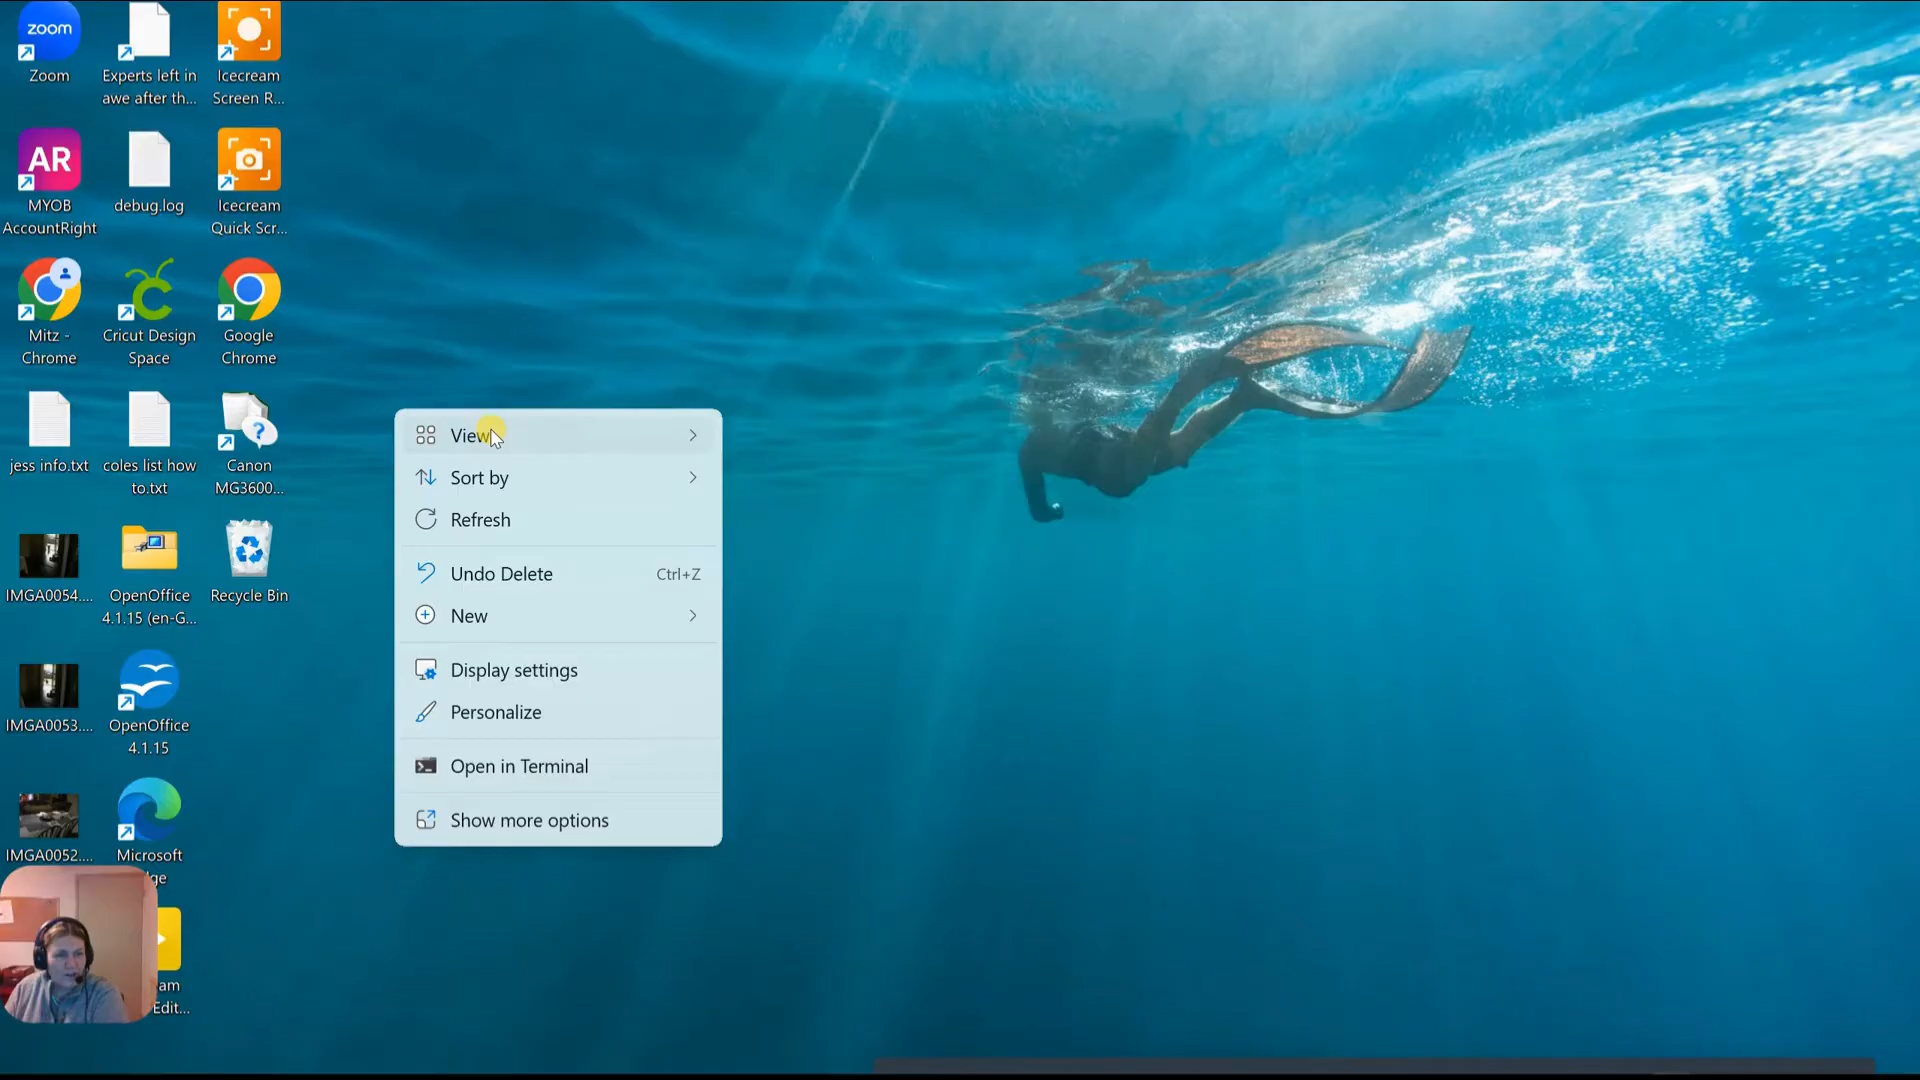 zoom
Zoom
Experts left in
awe after th...
Icecream
Screen R...
AR
MYOB
AccountRight
debug.log
Icecream
Quick Scr...
Mitz -
Chrome
Cricut Design
Space
Google
Chrome
jess info.txt
coles list how
to.txt
?
Canon
MG3600...
IMGA0054....
OpenOffice
4.1.15 (en-G...
Recycle Bin
IMGA0053....
OpenOffice
4.1.15
IMGA0052....
Microsoft
ge
am
Edit...
View
Sort by
Refresh
Undo Delete Ctrl+Z
New
Display settings
Personalize
Open in Terminal
Show more options